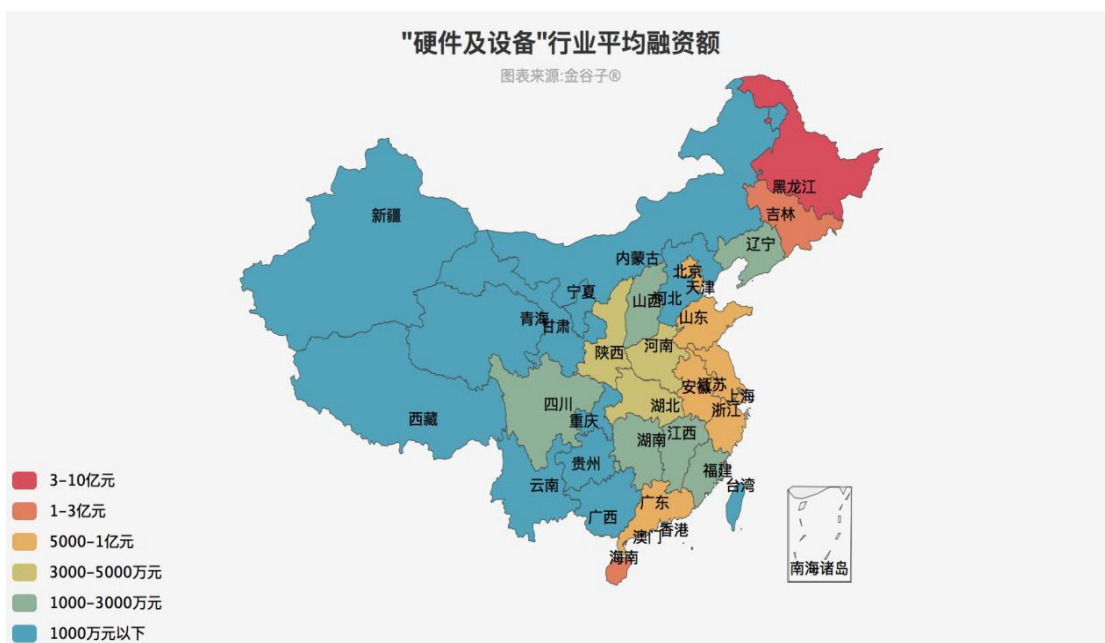 "硬件及设备"行业平均融资额
图表来源:金谷子®
黑龙江
吉林
新疆
辽宁
内蒙古
北京
天津
宁夏
山西
河北
青海
甘肃
山东
陕西
河南
安徽
江苏
上海
四川
湖北
浙江
西藏
重庆
湖南
江西
贵州
福建
云南
台湾
广西
广东
香港
澳门
海南
南海诸岛
3-10亿元
1-3亿元
5000-1亿元
3000-5000万元
1000-3000万元
1000万元以下